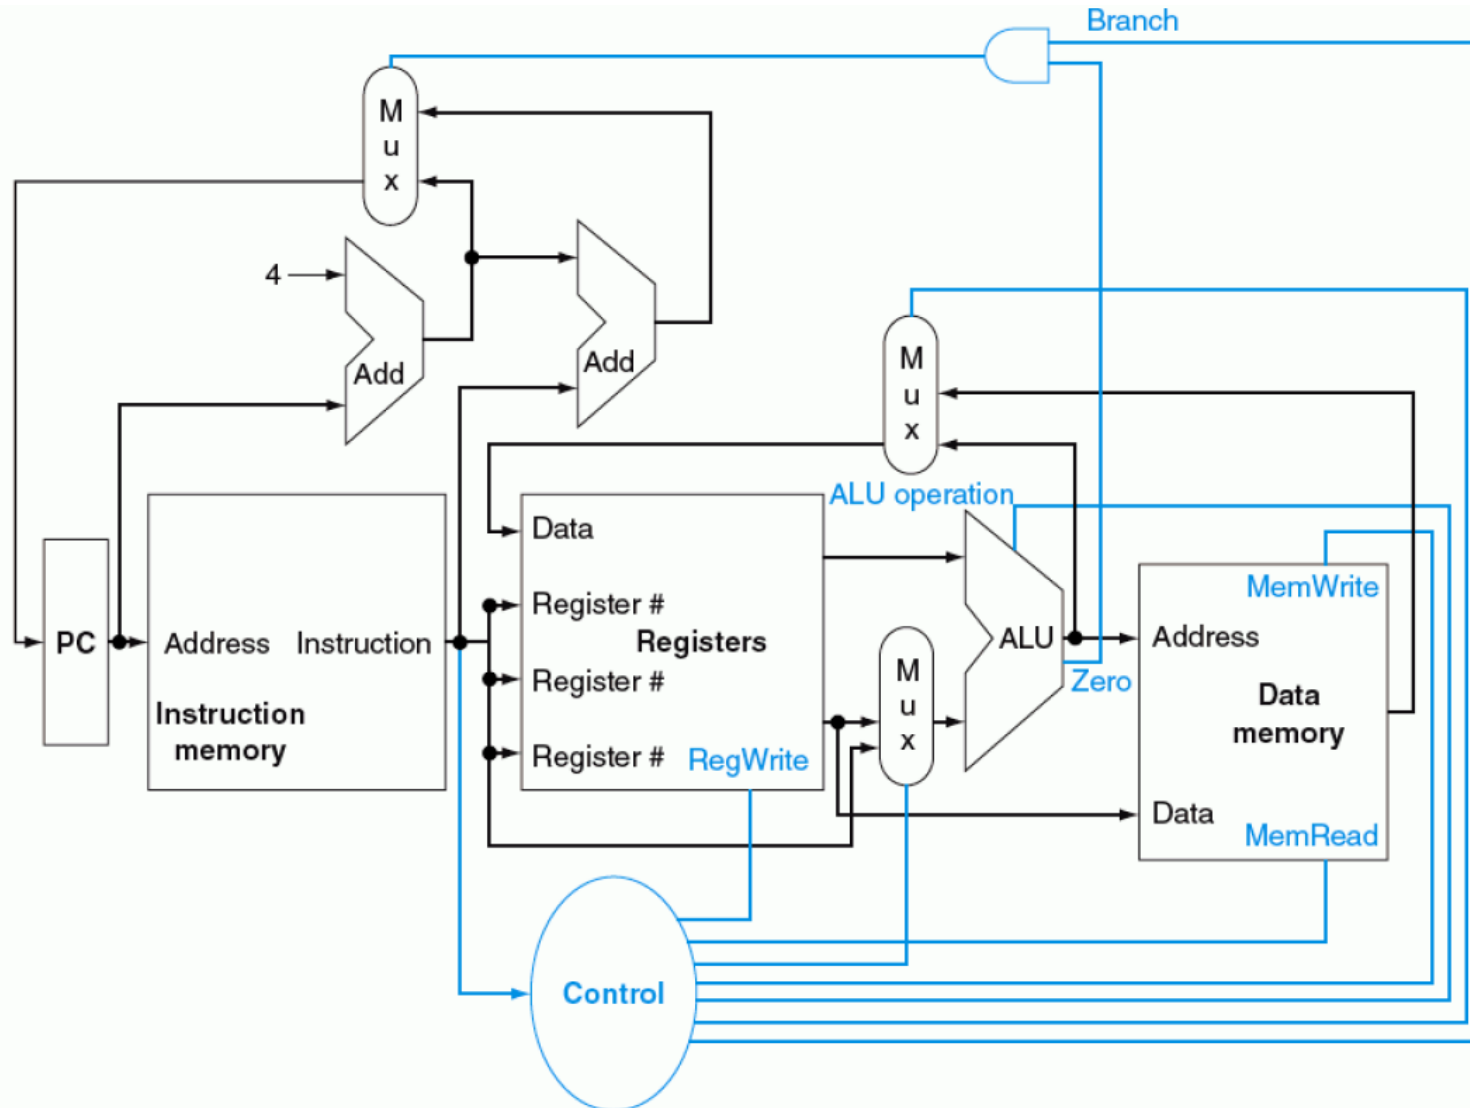 Branch
M
u
x
4
Add
Add
M
u
x
ALU operation
Data
Register #
Registers
Register #
Register #
RegWrite
PC
Address
Instruction
Instruction
memory
M
u
x
ALU
Zero
MemWrite
Address
Data
memory
Data
MemRead
Control